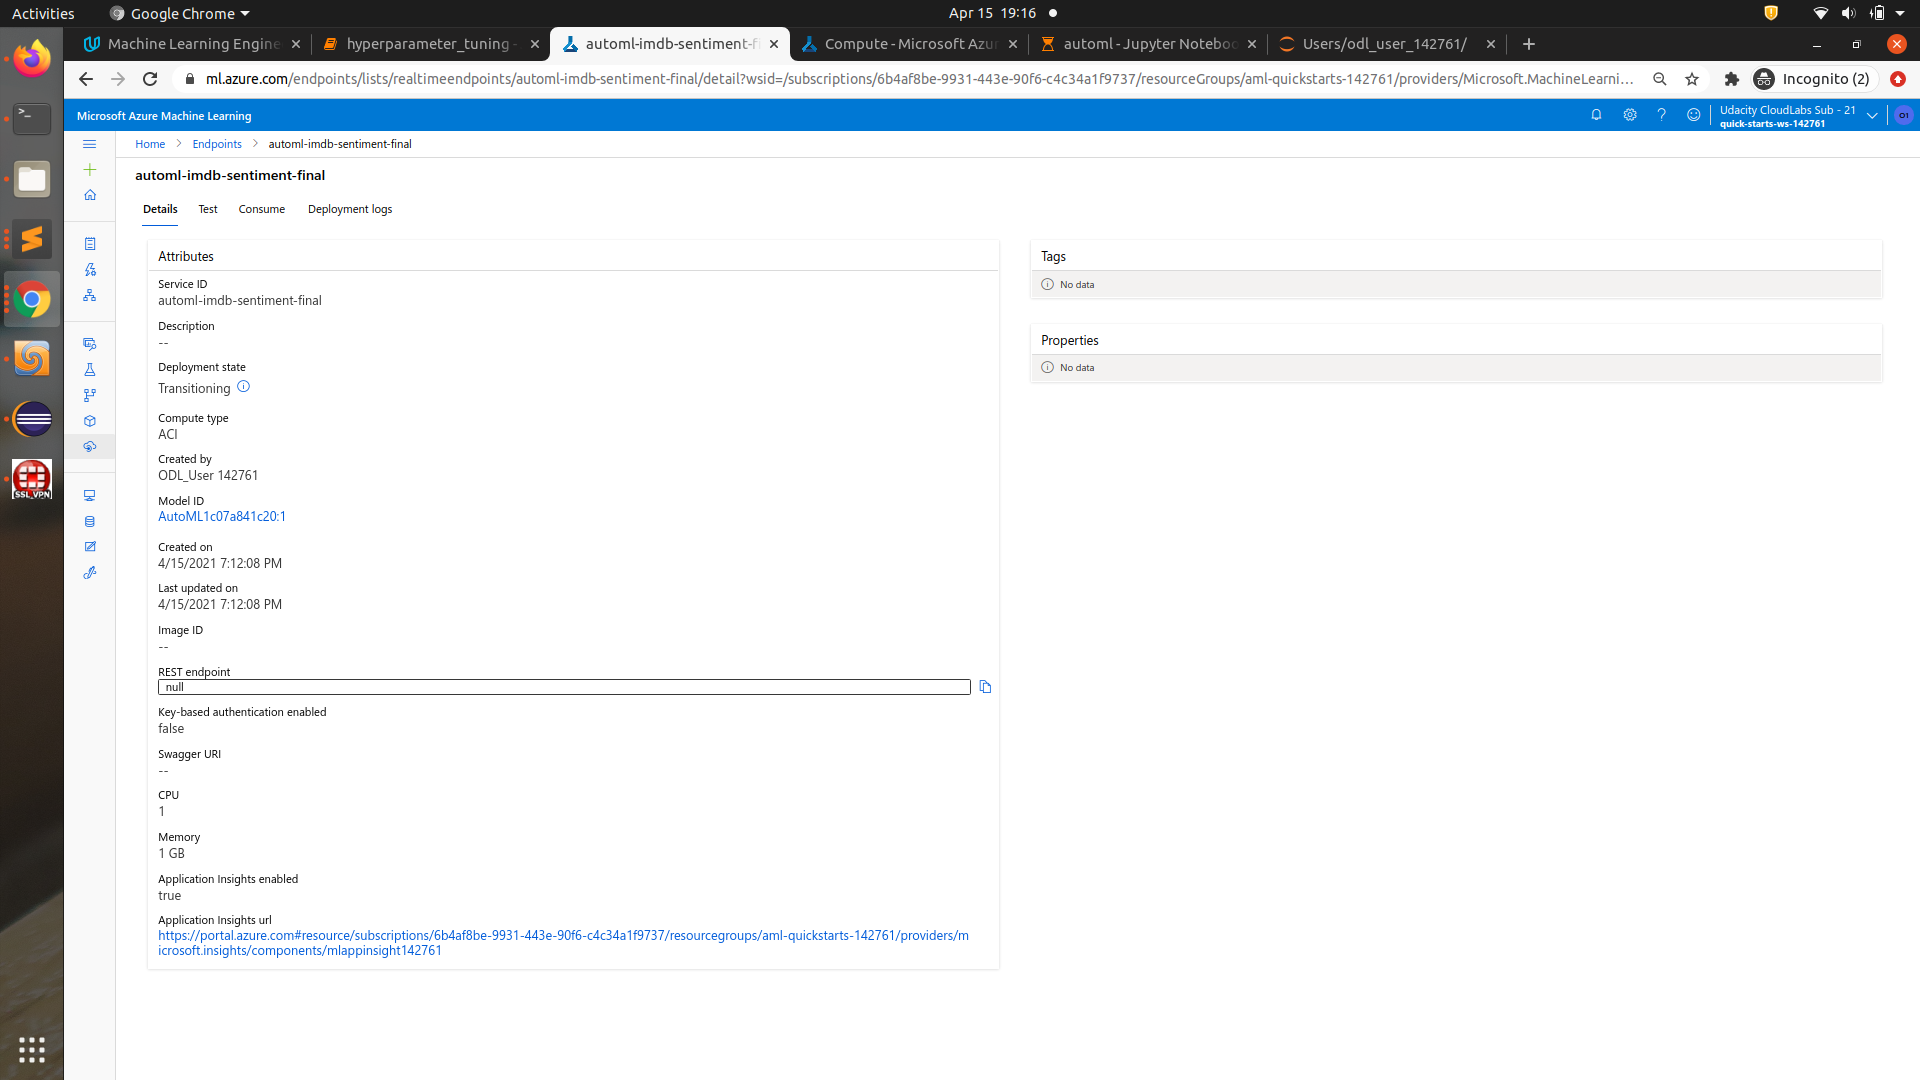 Activities
Google Chrome
Apr 15 19:16
Machine Learning Engine
hyperparameter_tuning -
automl-imdb-sentiment-f
Compute - Microsoft Azur
automl - Jupyter Noteboo
Users/odl_user_142761/
ml.azure.com/endpoints/lists/realtimeendpoints/automl-imdb-sentiment-final/detail?wsid=/subscriptions/6b4af8be-9931-443e-90f6-c4c34a1f9737/resourceGroups/aml-quickstarts-142761/providers/Microsoft.MachineLearni...
Incognito (2)
Microsoft Azure Machine Learning
Udacity CloudLabs Sub - 21
quick-starts-ws-142761
O1
Home
Endpoints
automl-imdb-sentiment-final
automl-imdb-sentiment-final
Details
Test
Consume
Deployment logs
Attributes
Service ID
automl-imdb-sentiment-final
Description
--
Deployment state
Transitioning
Compute type
ACI
Created by
ODL_User 142761
Model ID
AutoML1c07a841c20:1
Created on
4/15/2021 7:12:08 PM
Last updated on
4/15/2021 7:12:08 PM
Image ID
--
REST endpoint
null
Key-based authentication enabled
false
Swagger URI
--
CPU
1
Memory
1 GB
Application Insights enabled
true
Application Insights url
https://portal.azure.com#resource/subscriptions/6b4af8be-9931-443e-90f6-c4c34a1f9737/resourcegroups/aml-quickstarts-142761/providers/m
icrosoft.insights/components/mlappinsight142761
Tags
No data
Properties
No data
SSL VPN